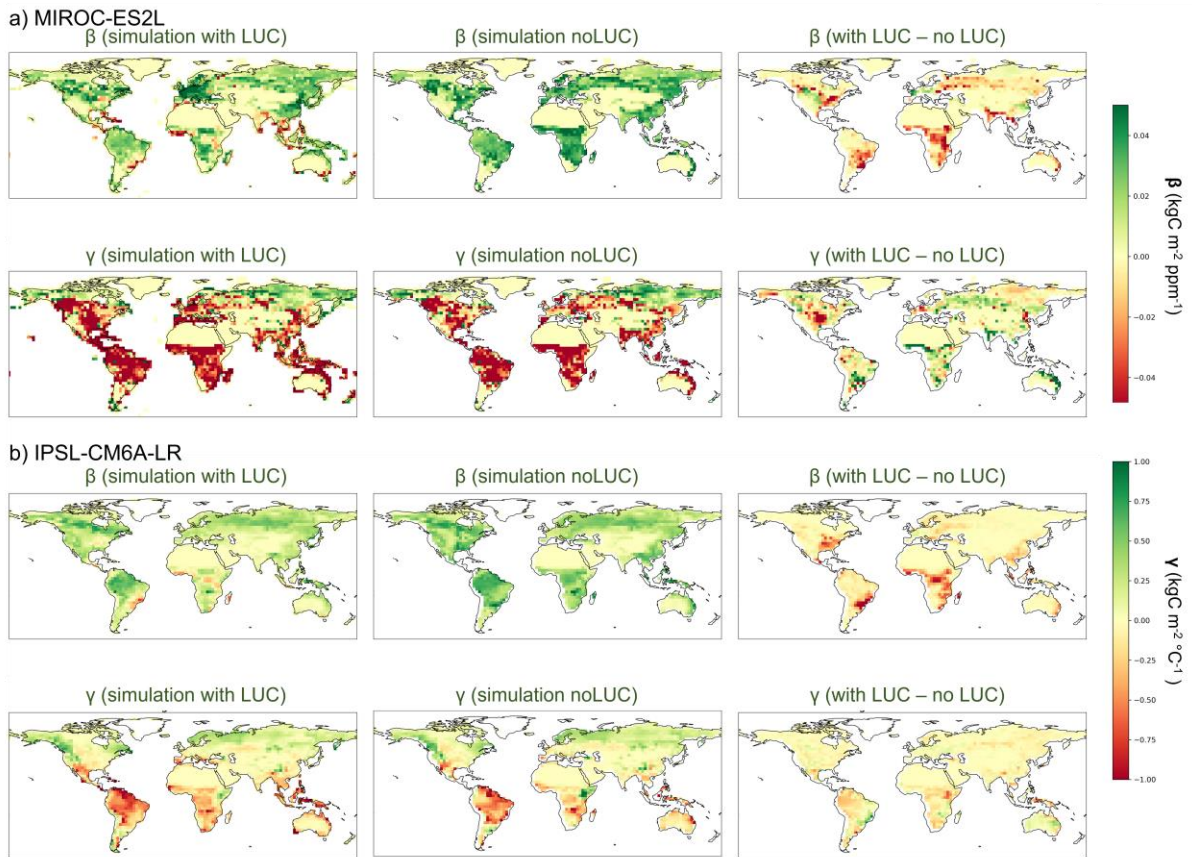 a) MIROC-ES2L
β (simulation with LUC)
β (simulation noLUC)
β (with LUC – no LUC)
γ (simulation with LUC)
γ (simulation noLUC)
γ (with LUC – no LUC)
0.04
0.02
0.00
−0.02
−0.04
β (kgC m⁻² ppm⁻¹)
b) IPSL-CM6A-LR
β (simulation with LUC)
β (simulation noLUC)
β (with LUC – no LUC)
γ (simulation with LUC)
γ (simulation noLUC)
γ (with LUC – no LUC)
1.00
0.75
0.50
0.25
0.00
−0.25
−0.50
−0.75
−1.00
γ (kgC m⁻² °C⁻¹ )